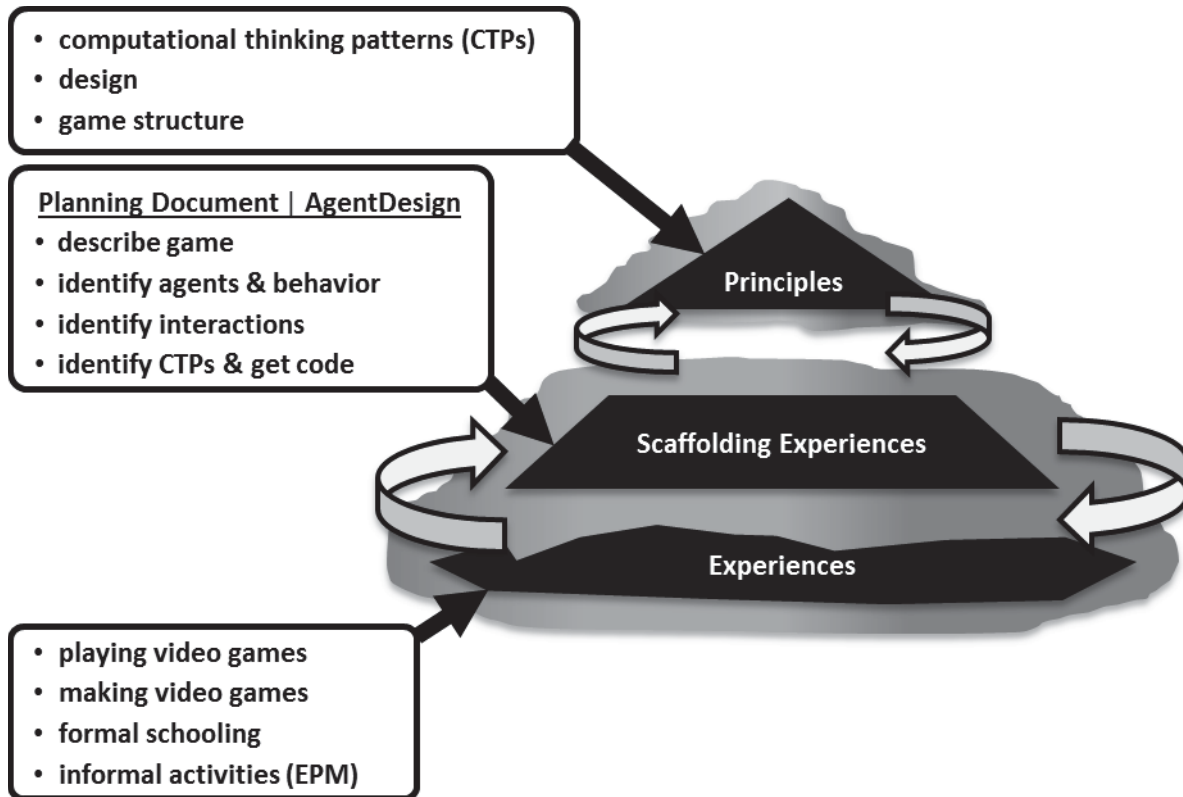 • computational thinking patterns (CTPs)
• design
• game structure
Planning Document | AgentDesign
• describe game
• identify agents & behavior
• identify interactions
• identify CTPs & get code
Principles
Scaffolding Experiences
Experiences
• playing video games
• making video games
• formal schooling
• informal activities (EPM)